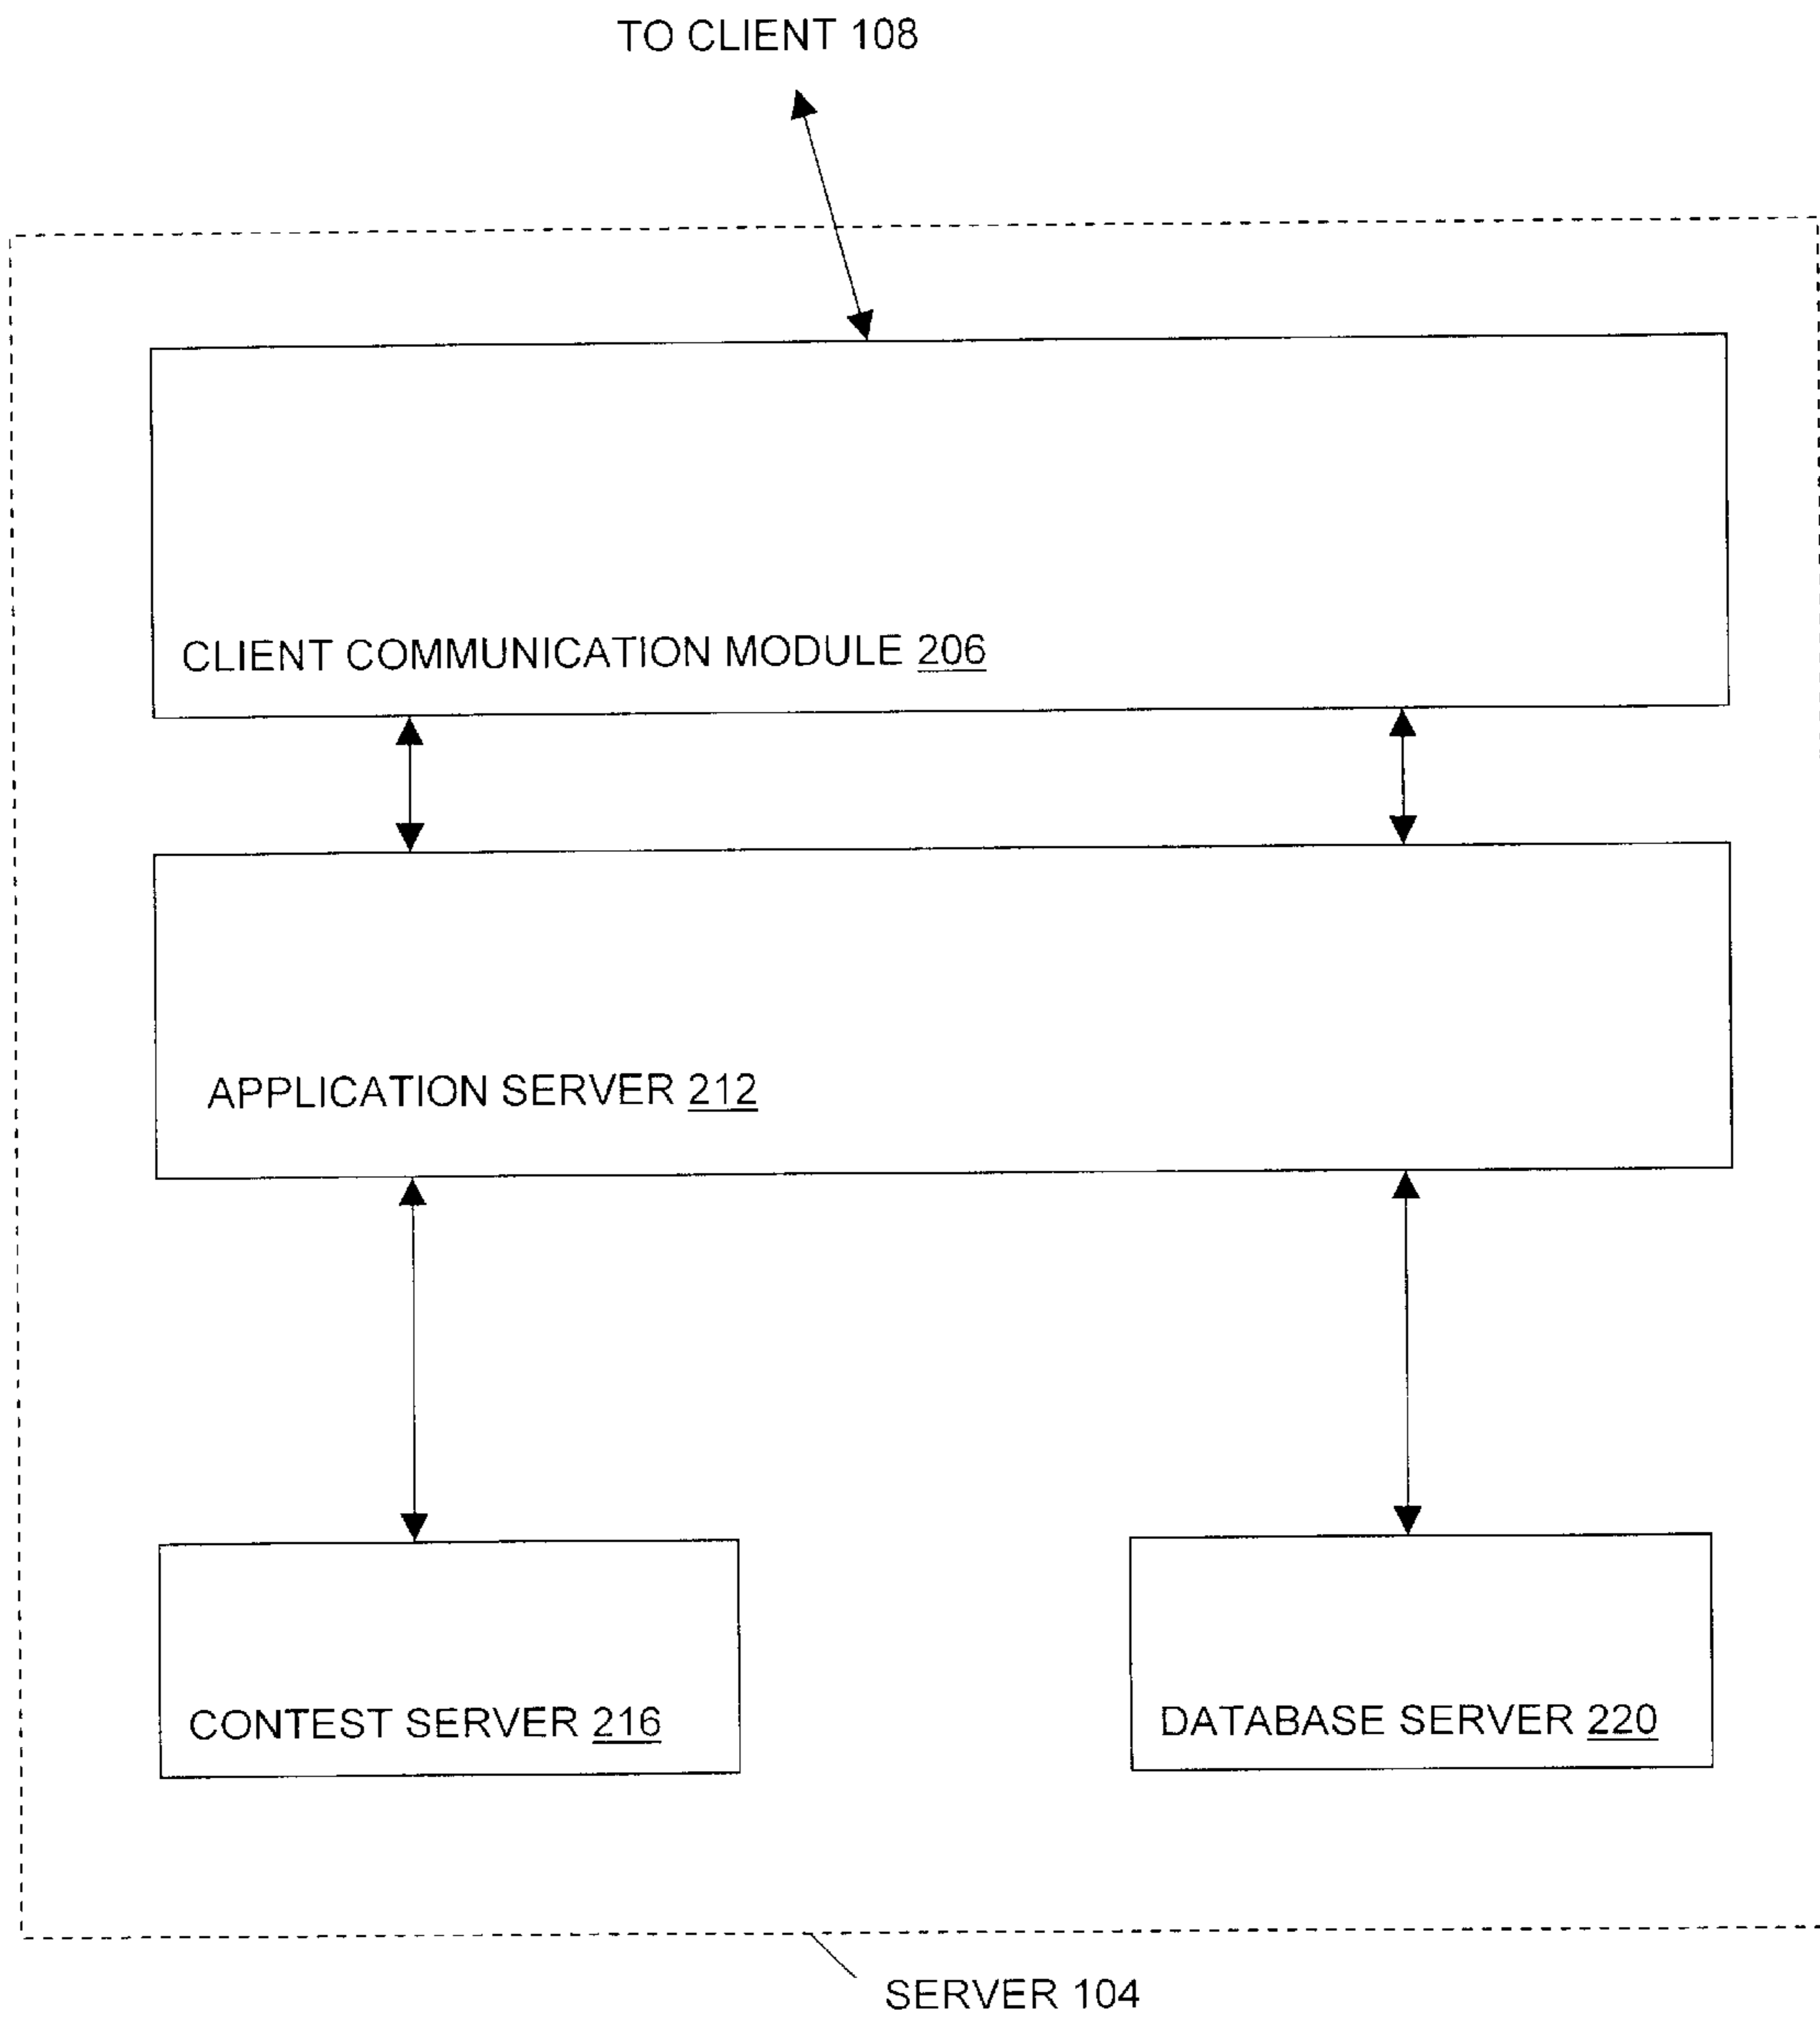 TO CLIENT 108
CLIENT COMMUNICATION MODULE 206
APPLICATION SERVER 212
CONTEST SERVER 216
DATABASE SERVER 220
SERVER 104